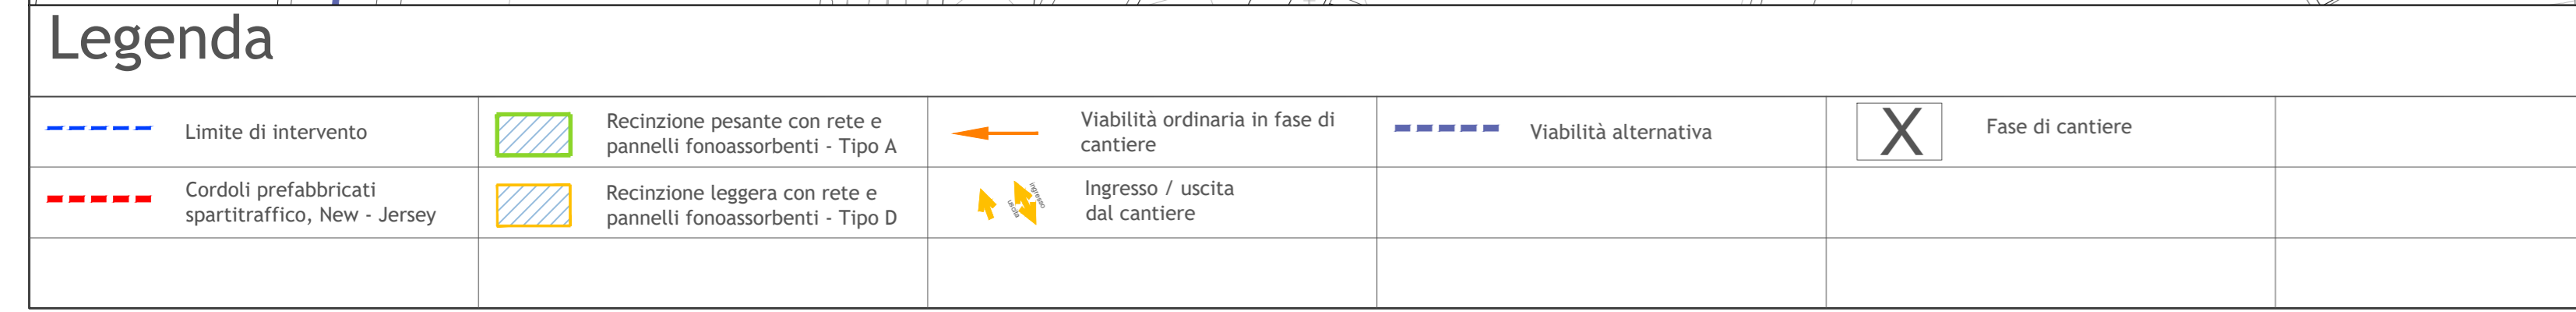 Legenda
Limite di intervento
Recinzione pesante con rete e
pannelli fonoassorbenti - Tipo A
Viabilità ordinaria in fase di
cantiere
Viabilità alternativa
X
Fase di cantiere
Cordoli prefabbricati
spartitraffico, New - Jersey
Recinzione leggera con rete e
pannelli fonoassorbenti - Tipo D
ingresso
uscita
Ingresso / uscita
dal cantiere